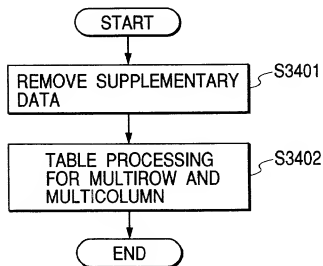 START
REMOVE SUPPLEMENTARY
DATA
S3401
TABLE PROCESSING
FOR MULTIROW AND
MULTICOLUMN
S3402
END